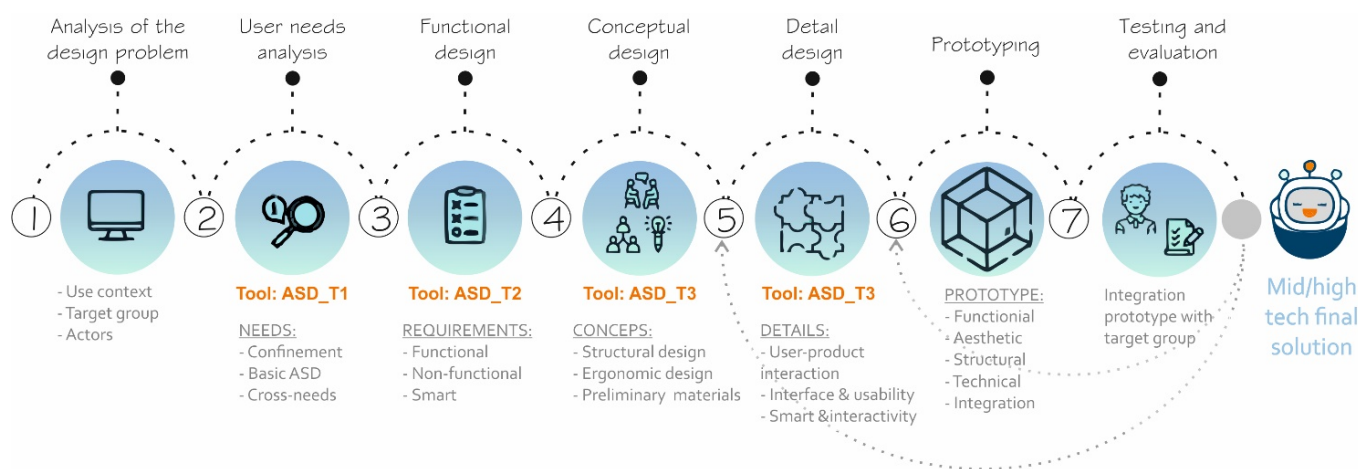 Analysis of the
design problem
User needs
analysis
Functional
design
Conceptual
design
Detail
design
Prototyping
Testing and
evaluation
1
2
3
4
5
6
7
- Use context
- Target group
- Actors
Tool: ASD_T1
NEEDS:
- Confinement
- Basic ASD
- Cross-needs
Tool: ASD_T2
REQUIREMENTS:
- Functional
- Non-functional
- Smart
Tool: ASD_T3
CONCEPS:
- Structural design
- Ergonomic design
- Preliminary materials
Tool: ASD_T3
DETAILS:
- User-product
interaction
- Interface & usability
- Smart &interactivity
PROTOTYPE:
- Functionial
- Aesthetic
- Structural
- Technical
- Integration
Integration
prototype with
target group
Mid/high
tech final
solution